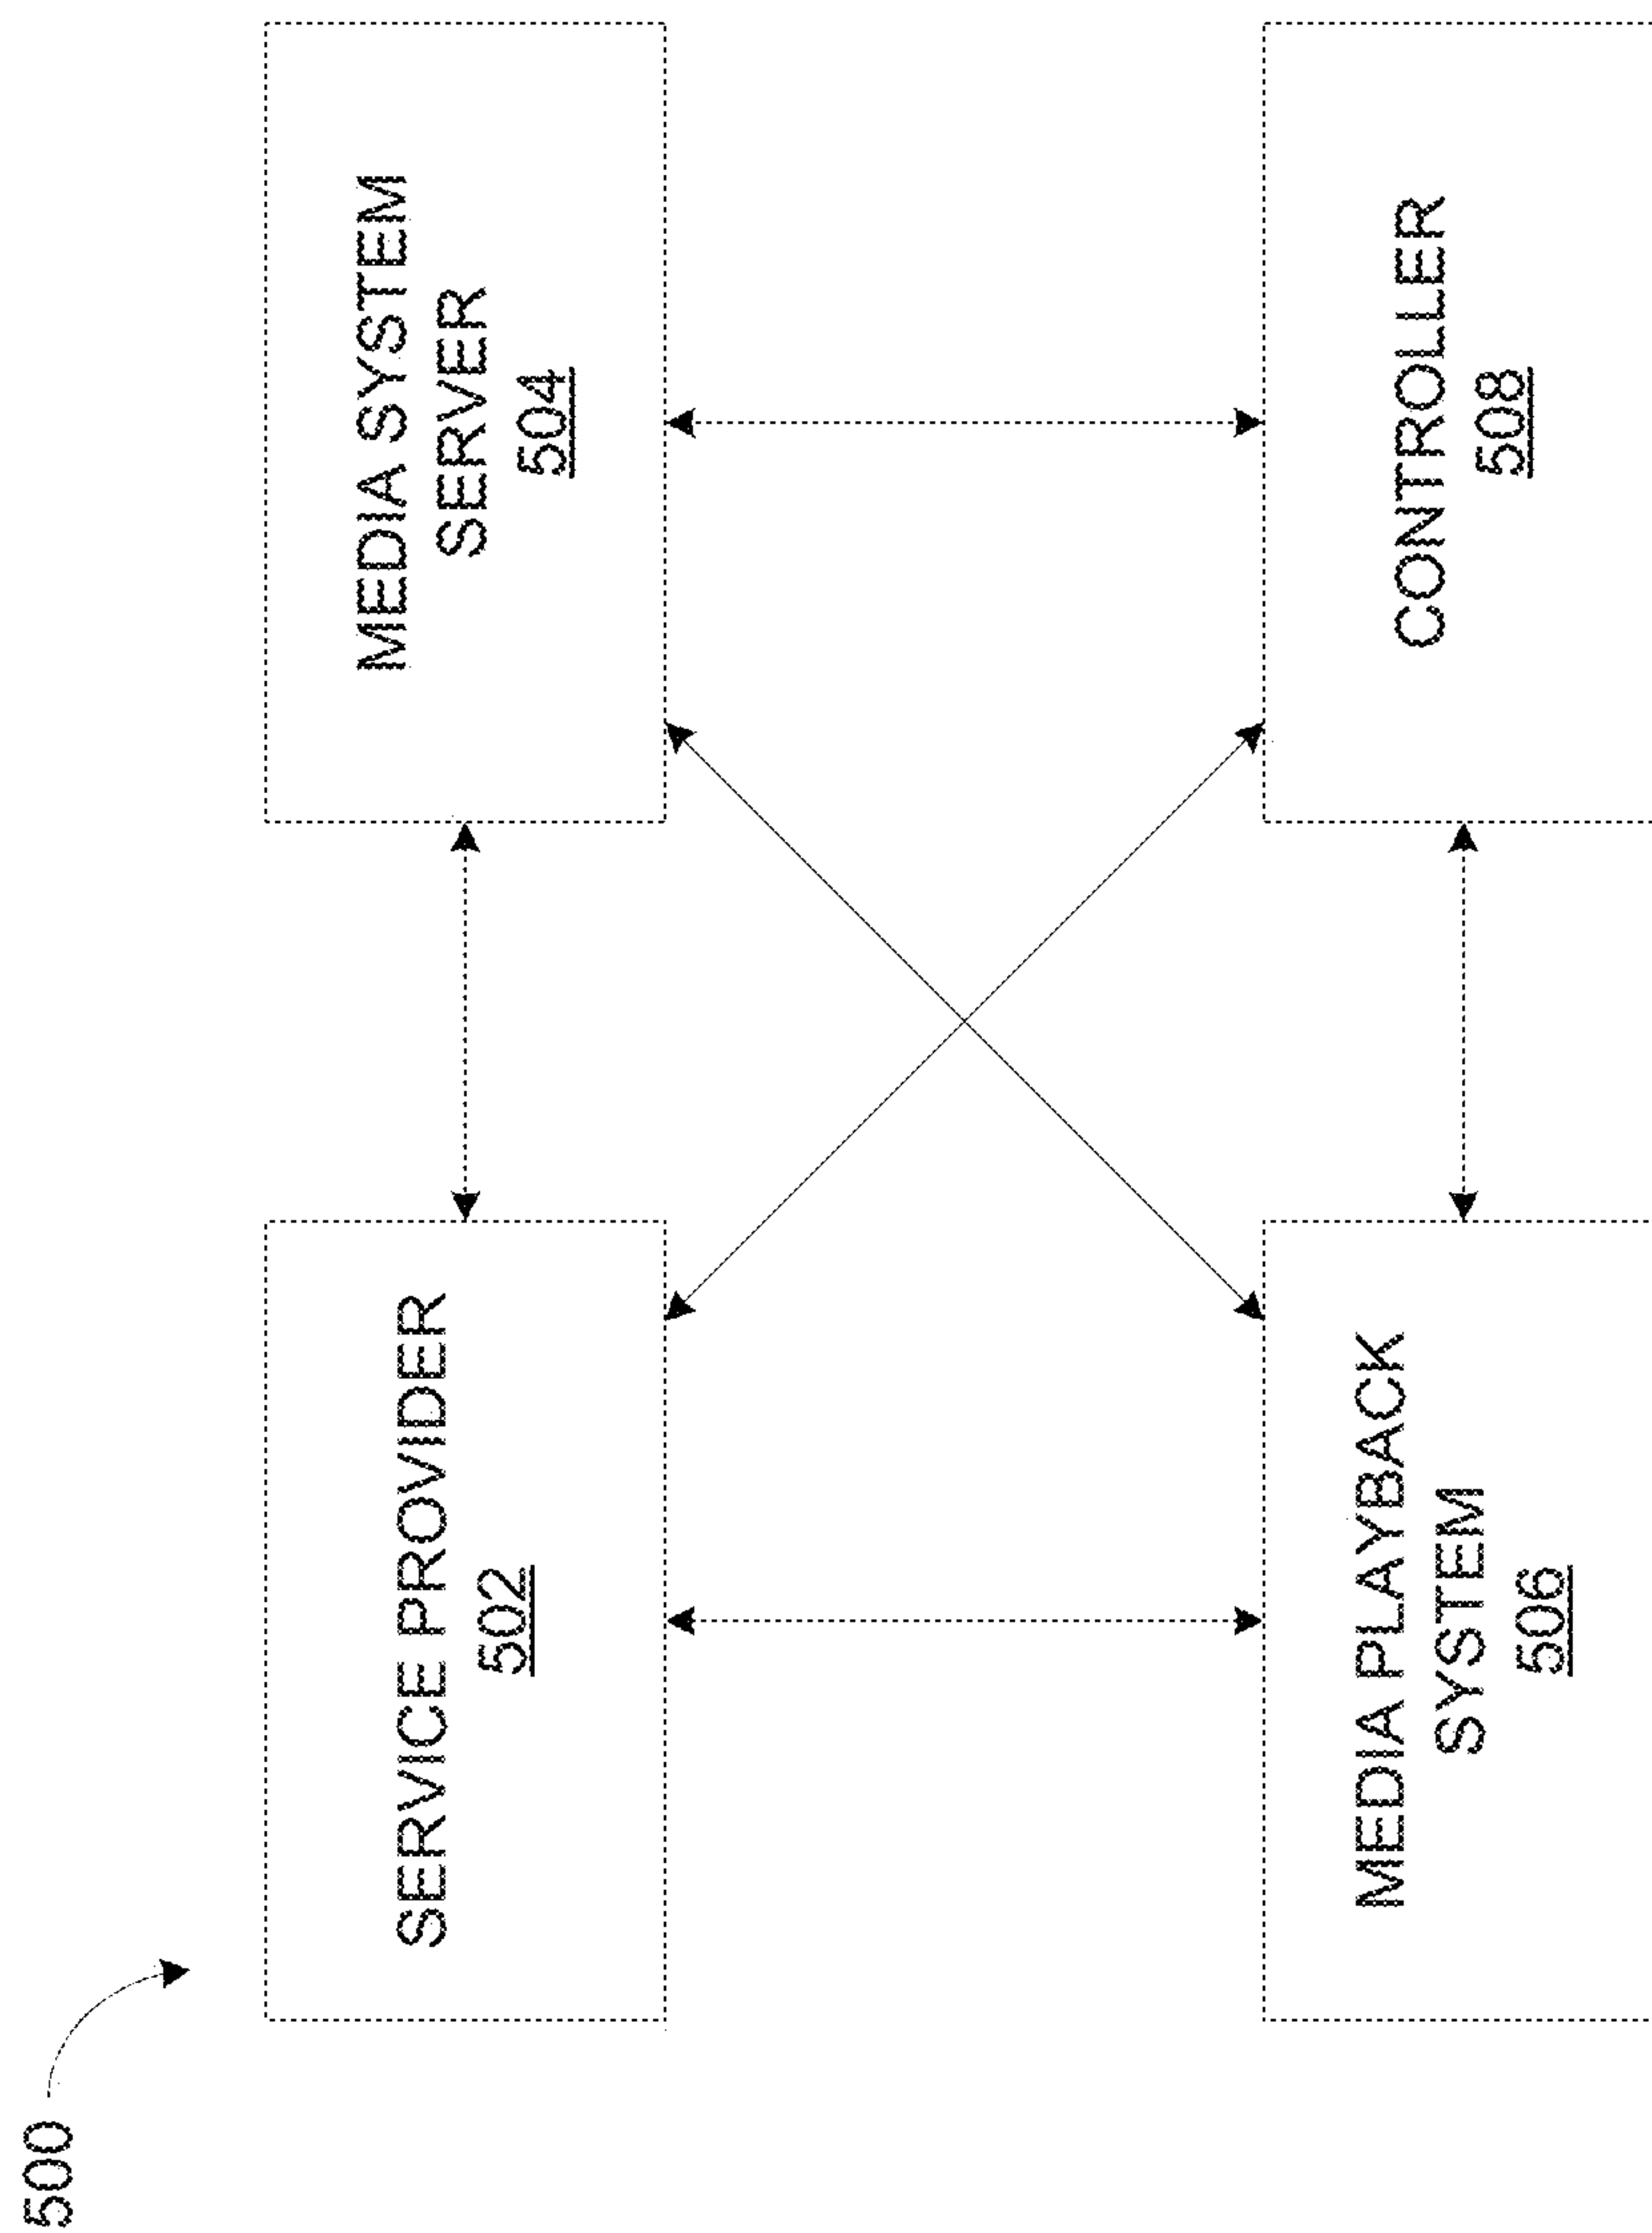 500
SERVICE PROVIDER
502
MEDIA SYSTEM
SERVER
504
MEDIA PLAYBACK
SYSTEM
506
CONTROLLER
508